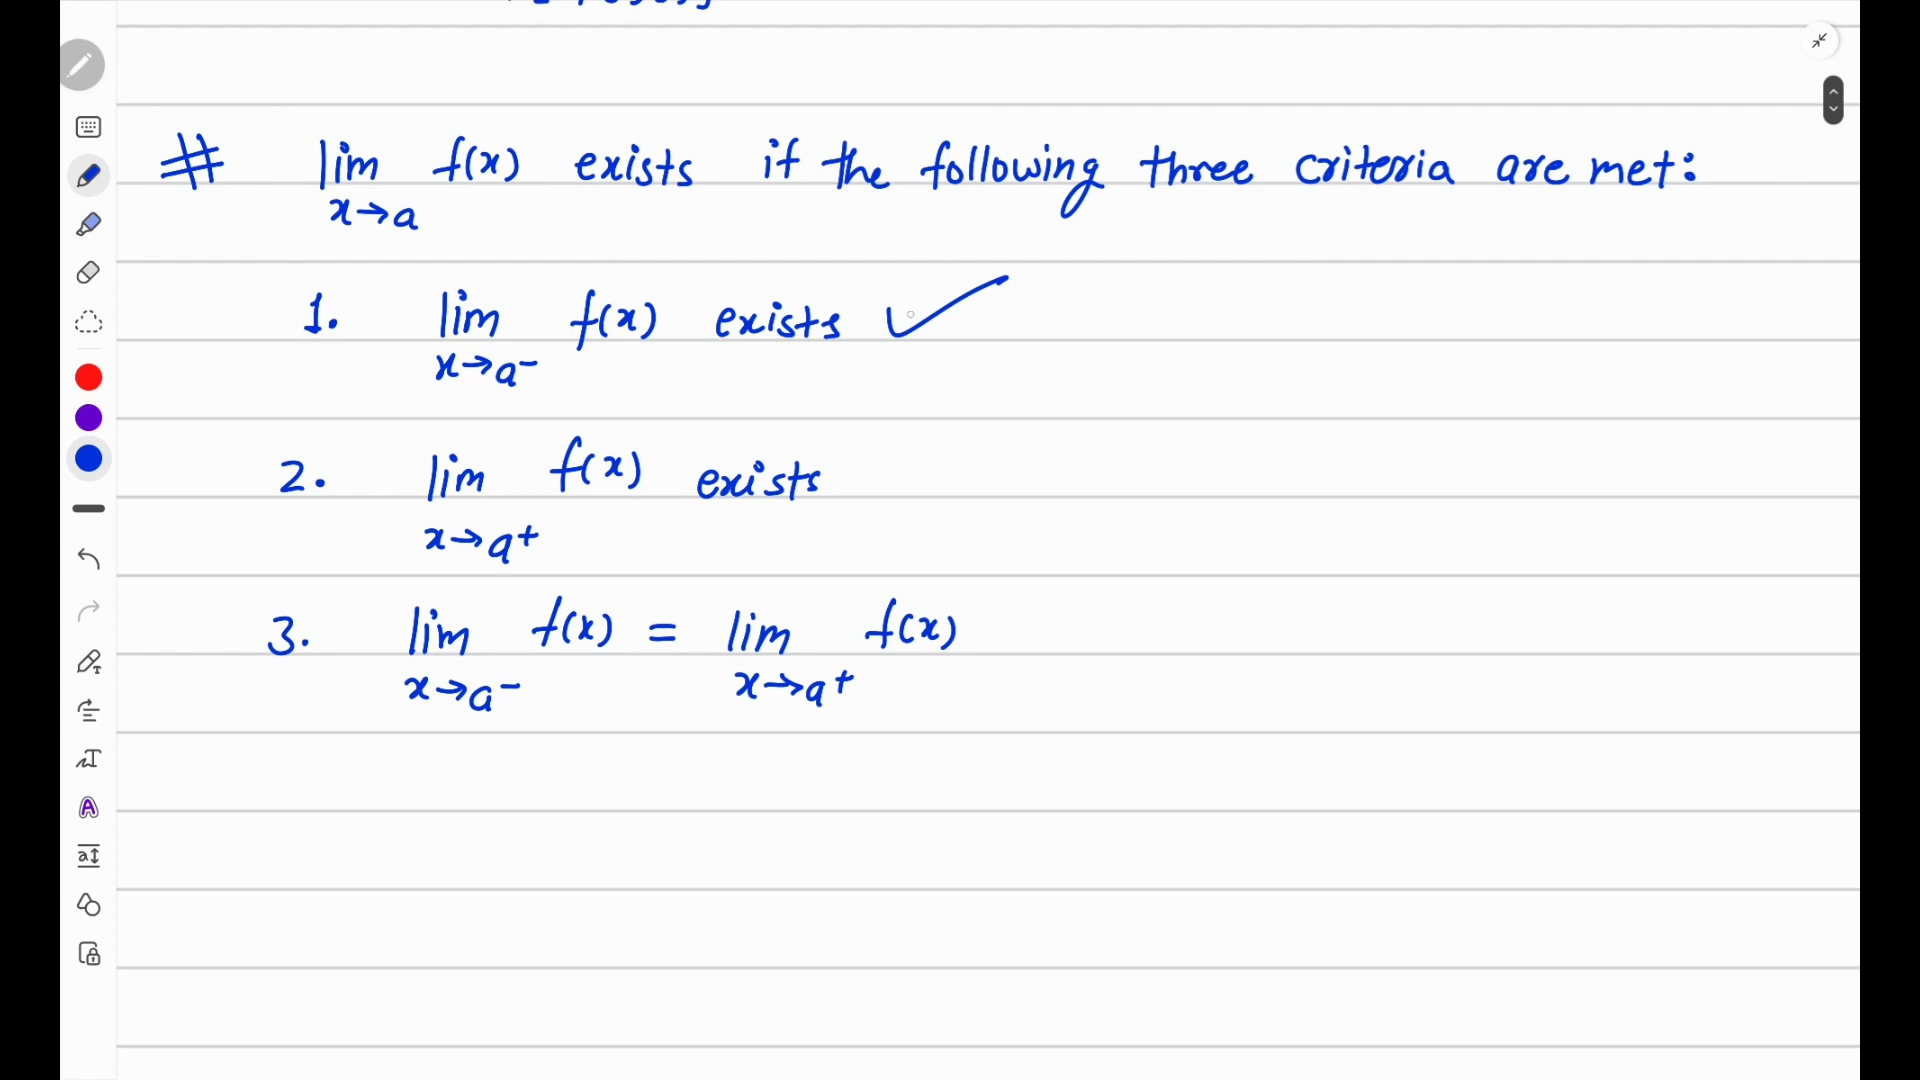 # lim f(x) exists if the following three criteria are met:
x→a
1. lim f(x) exists ✓
x→a⁻
2. lim f(x) exists
x→a⁺
3. lim f(x) = lim f(x)
x→a⁻ x→a⁺